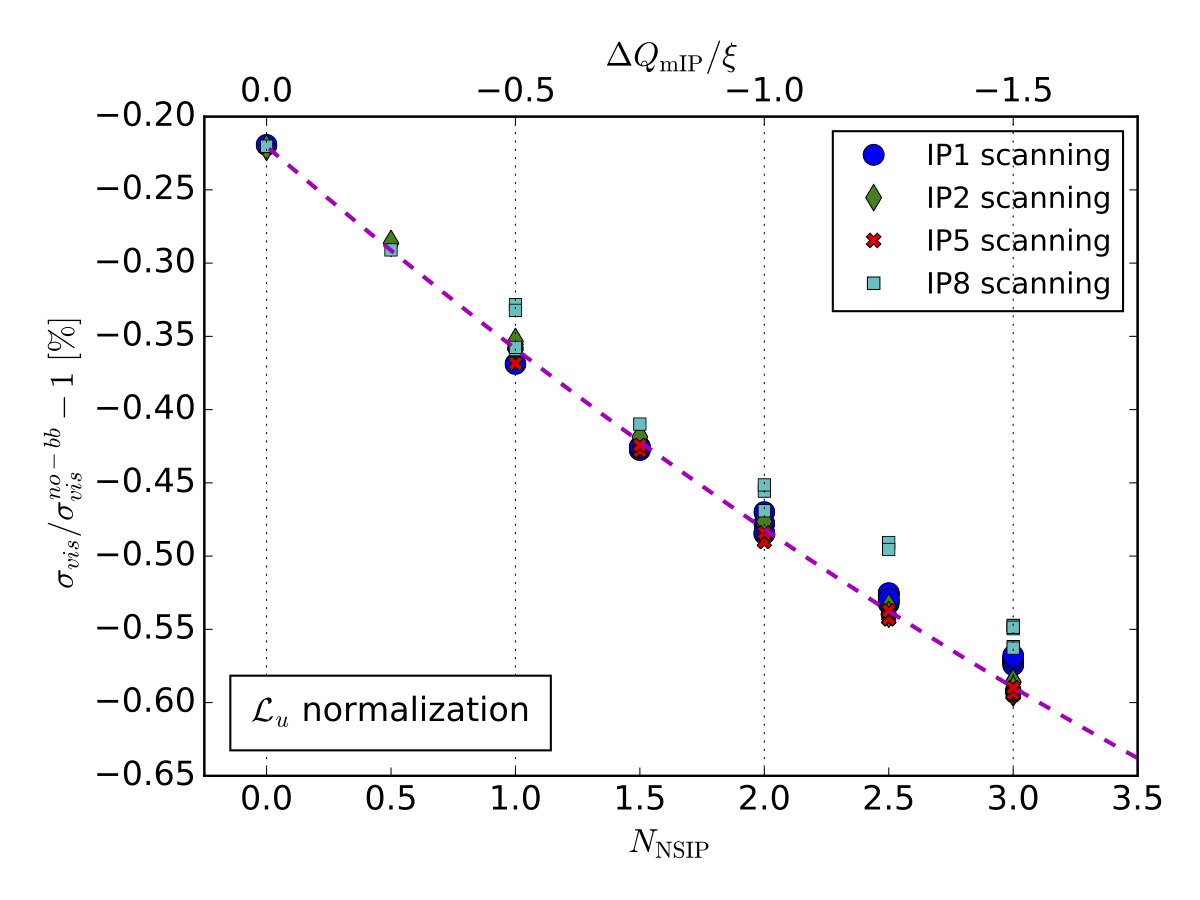 ΔQ_mIP/ξ
0.0 −0.5 −1.0 −1.5
−0.20
−0.25
−0.30
−0.35
−0.40
−0.45
−0.50
−0.55
−0.60
−0.65
σ_vis/σ_vis^no−bb − 1 [%]
IP1 scanning
IP2 scanning
IP5 scanning
IP8 scanning
ℒ_u normalization
0.0 0.5 1.0 1.5 2.0 2.5 3.0 3.5
N_NSIP